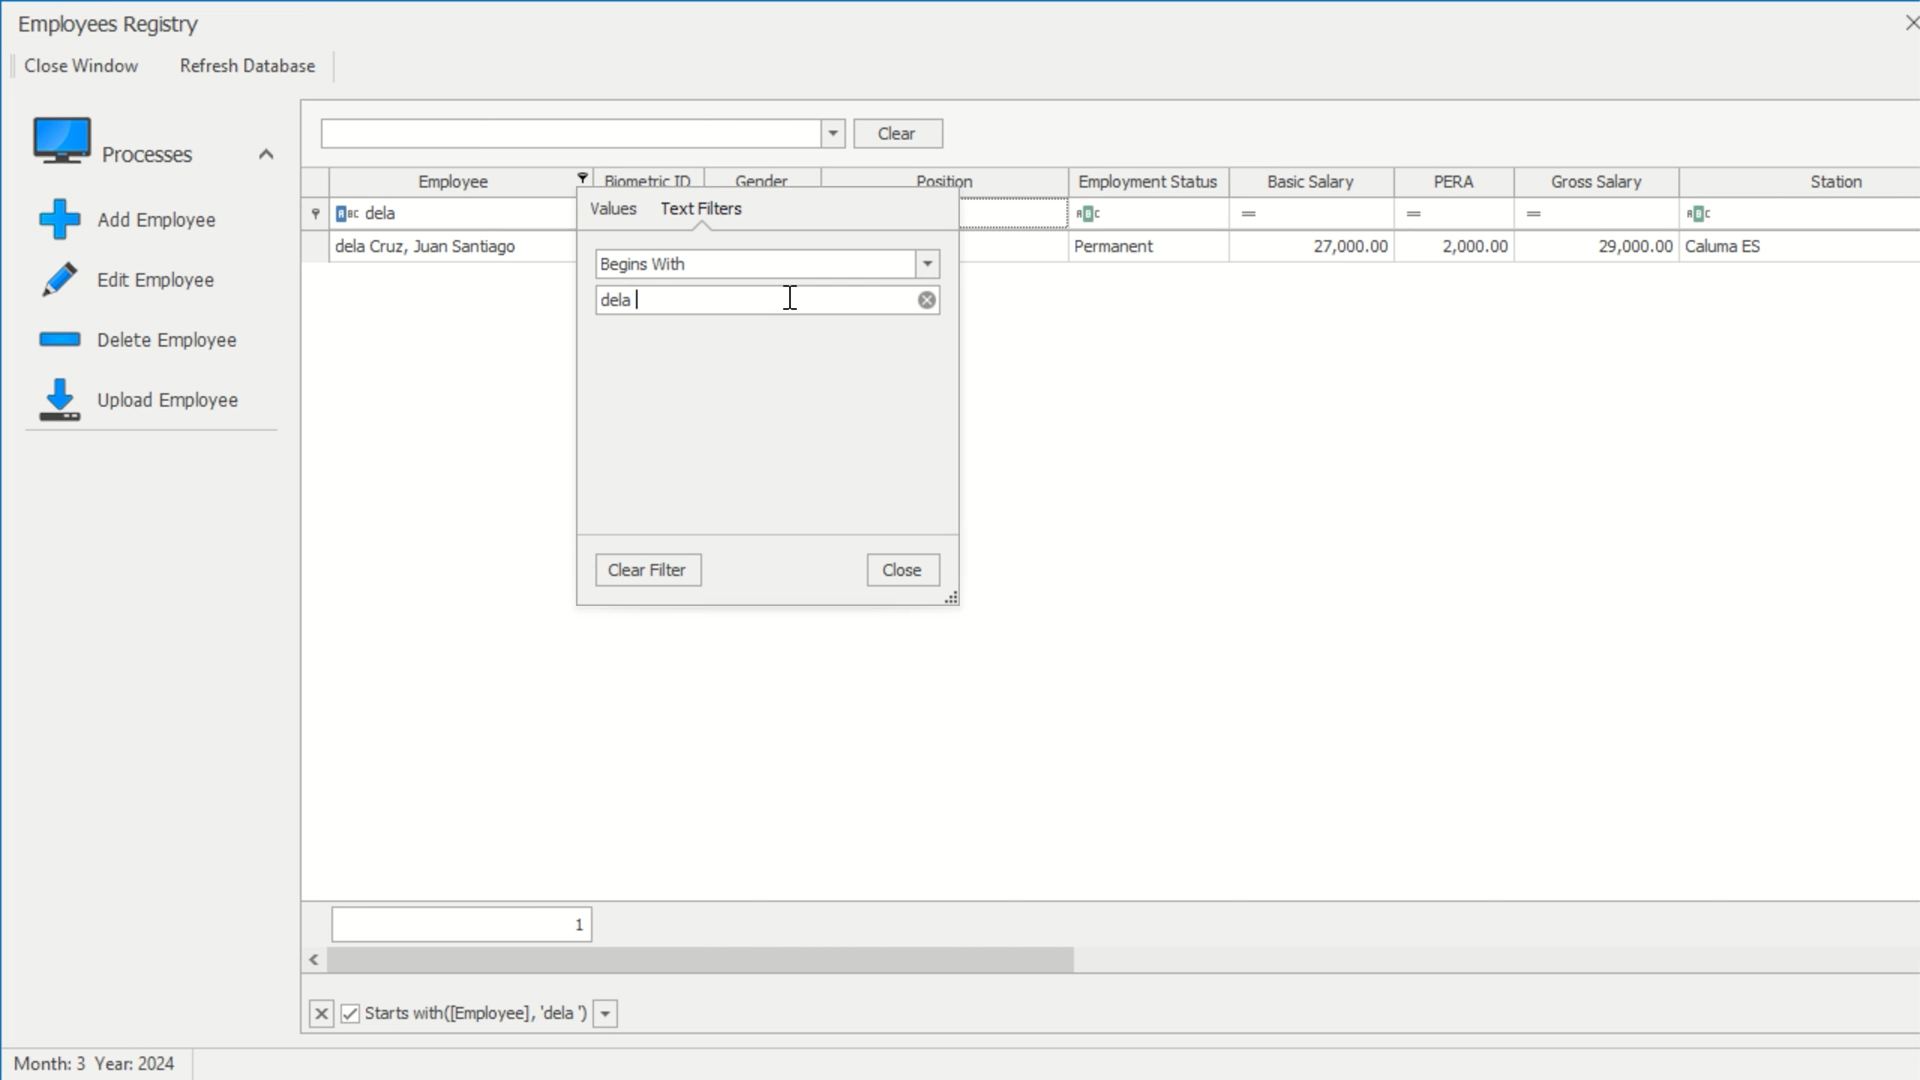 Employees Registry
Close Window Refresh Database
Processes
Add Employee
Edit Employee
Delete Employee
Upload Employee
Clear
Employee Biometric ID Gender Position Employment Status Basic Salary PERA Gross Salary Station
ABC dela ABC = = = ABC
dela Cruz, Juan Santiago Permanent 27,000.00 2,000.00 29,000.00 Caluma ES
Values Text Filters
Begins With
dela
Clear Filter Close
1
Starts with([Employee], 'dela ')
Month: 3 Year: 2024